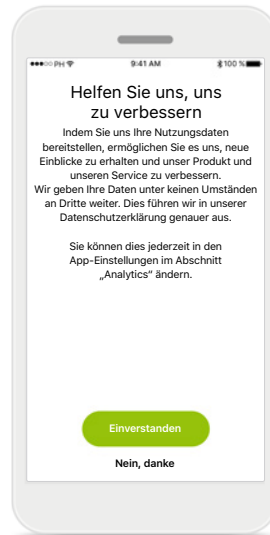 PH 9:41 AM 100 %
Helfen Sie uns, uns
zu verbessern
Indem Sie uns Ihre Nutzungsdaten
bereitstellen, ermöglichen Sie es uns, neue
Einblicke zu erhalten und unser Produkt und
unseren Service zu verbessern.
Wir geben Ihre Daten unter keinen Umständen
an Dritte weiter. Dies führen wir in unserer
Datenschutzerklärung genauer aus.
Sie können dies jederzeit in den
App-Einstellungen im Abschnitt
„Analytics“ ändern.
Einverstanden
Nein, danke